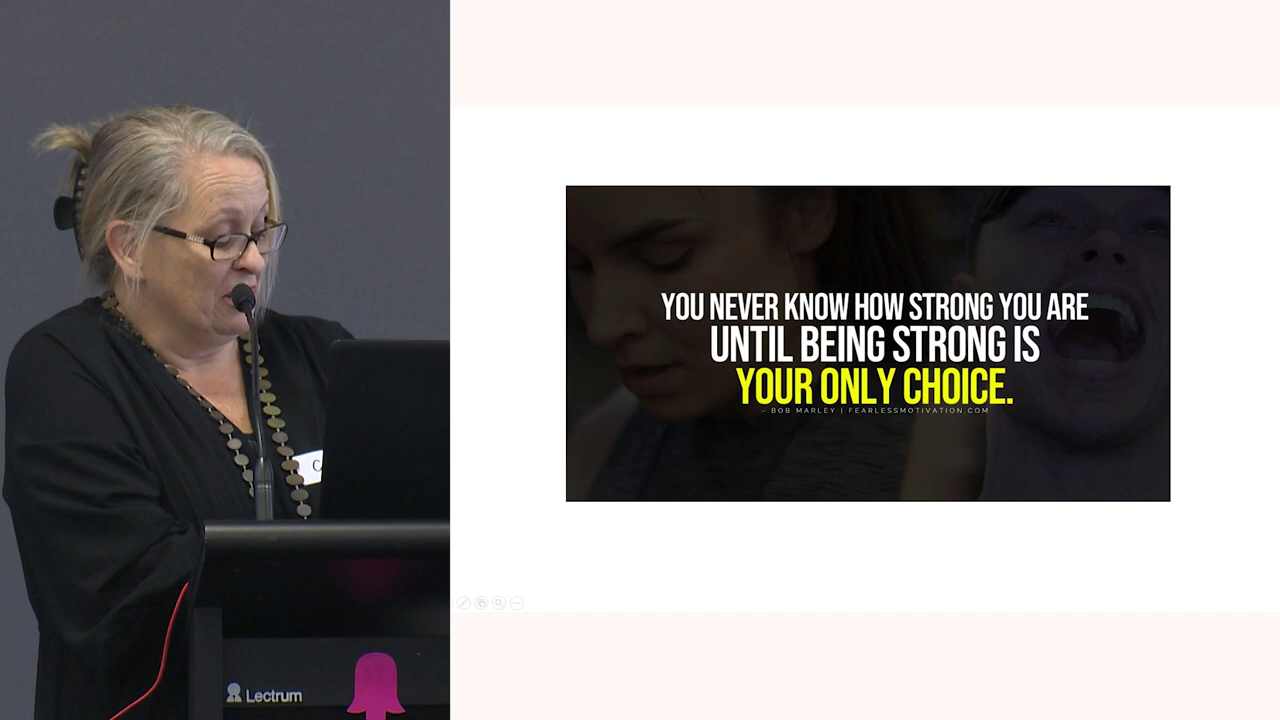 YOU NEVER KNOW HOW STRONG YOU ARE
UNTIL BEING STRONG IS
YOUR ONLY CHOICE.
- BOB MARLEY | FEARLESSMOTIVATION.COM
Lectrum